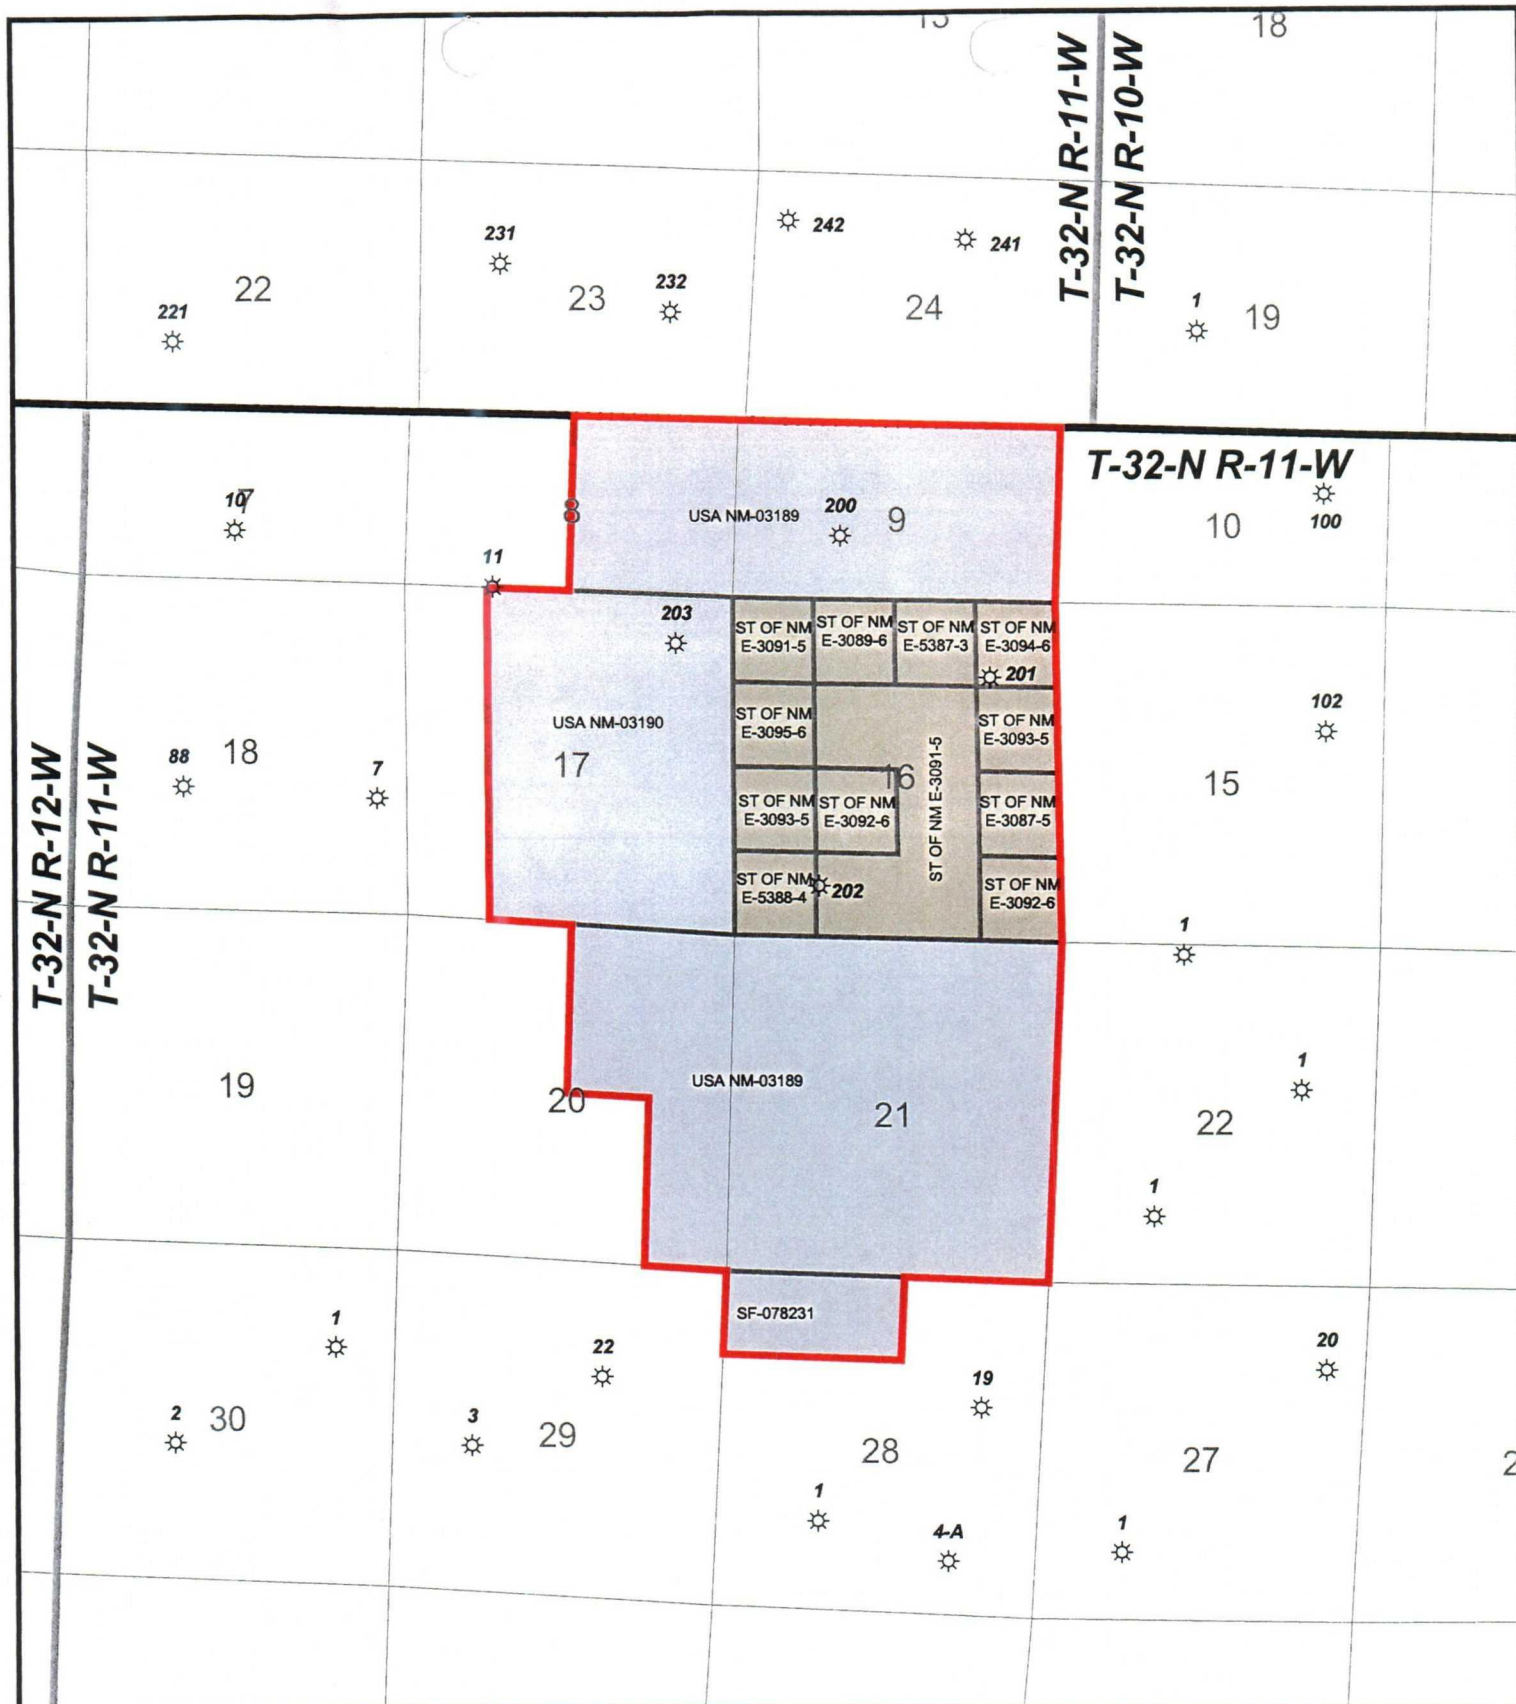 18
T-32-N R-11-W
T-32-N R-10-W
242
241
231
232
22
23
24
221
1
19
T-32-N R-11-W
10
7
8
USA NM-03189
200
9
10
100
11
203
ST OF NM
E-3091-5
ST OF NM
E-3089-6
ST OF NM
E-5387-3
ST OF NM
E-3094-6
201
USA NM-03190
17
ST OF NM
E-3095-6
ST OF NM E-3091-5
16
ST OF NM
E-3093-5
102
15
88
18
7
ST OF NM
E-3093-5
ST OF NM
E-3092-6
ST OF NM
E-3087-5
ST OF NM
E-5388-4
202
ST OF NM
E-3092-6
T-32-N R-12-W
T-32-N R-11-W
1
19
20
USA NM-03189
21
22
1
1
SF-078231
1
22
19
20
2
30
3
29
28
27
1
4-A
1